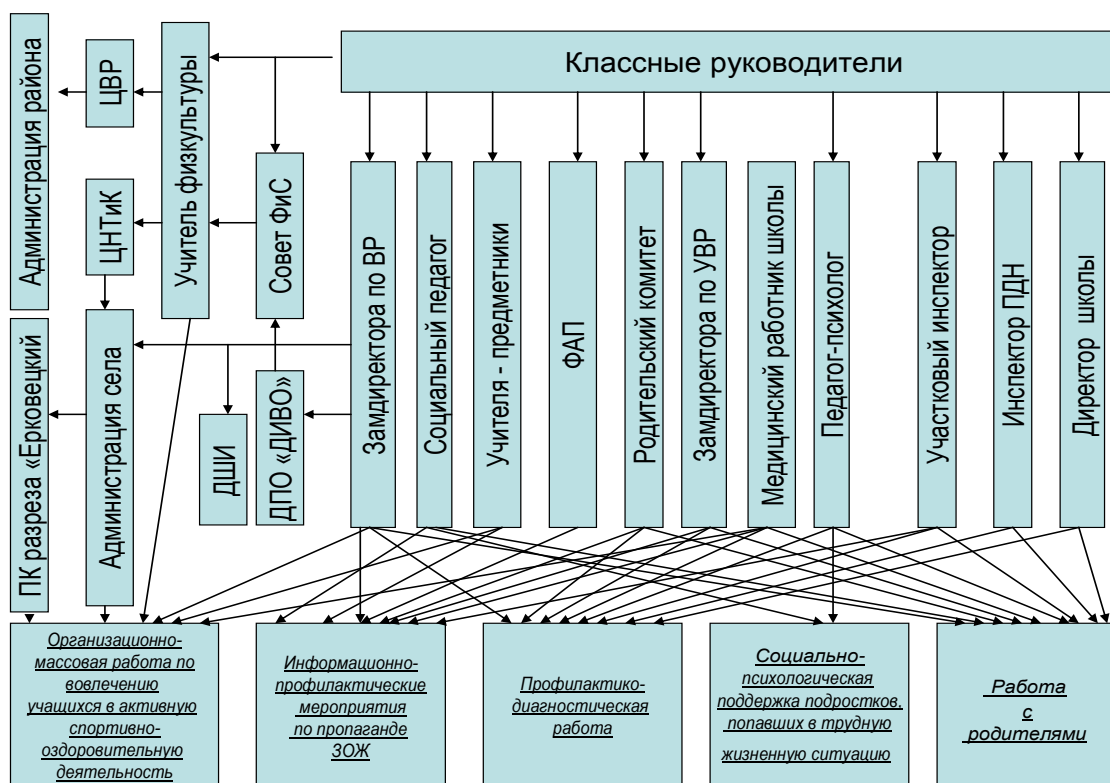 Классные руководители
Администрация района
ЦВР
ЦНТиК
Учитель физкультуры
Совет ФиС
ПК разреза «Ерковецкий
Администрация села
ДШИ
ДПО «ДИВО»
Замдиректора по ВР
Социальный педагог
Учителя - предметники
ФАП
Родительский комитет
Замдиректора по УВР
Медицинский работник школы
Педагог-психолог
Участковый инспектор
Инспектор ПДН
Директор школы
Организационно-
массовая работа по
вовлечению
учащихся в активную
спортивно-
оздоровительную
деятельность
Информационно-
профилактические
мероприятия
по пропаганде
ЗОЖ
Профилактико-
диагностическая
работа
Социально-
психологическая
поддержка подростков,
попавших в трудную
жизненную ситуацию
Работа
с
родителями